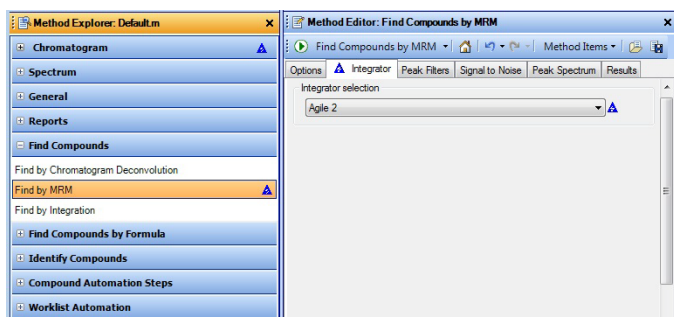 Method Explorer: Default.m
Chromatogram
Spectrum
General
Reports
Find Compounds
Find by Chromatogram Deconvolution
Find by MRM
Find by Integration
Find Compounds by Formula
Identify Compounds
Compound Automation Steps
Worklist Automation
Method Editor: Find Compounds by MRM
Find Compounds by MRM Method Items
Options Integrator Peak Filters Signal to Noise Peak Spectrum Results
Integrator selection
Agile 2